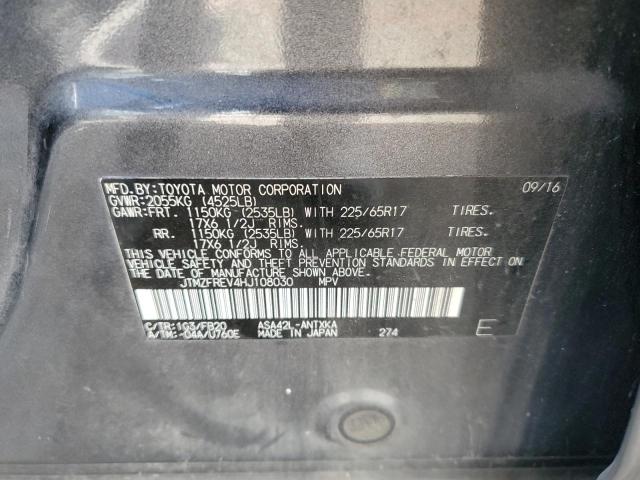 MFD.BY:TOYOTA MOTOR CORPORATION 09/16
GVWR:2055KG (4525LB)
GAWR:FRT. 1150KG (2535LB) WITH 225/65R17 TIRES.
17X6 1/2J RIMS.
RR. 1150KG (2535LB) WITH 225/65R17 TIRES.
17X6 1/2J RIMS.
THIS VEHICLE CONFORMS TO ALL APPLICABLE FEDERAL MOTOR
VEHICLE SAFETY AND THEFT PREVENTION STANDARDS IN EFFECT ON
THE DATE OF MANUFACTURE SHOWN ABOVE.
JTMZFREV4HJ108030 MPV
C/TR:1G3/FB20 ASA42L-ANTXKA
A/TM:-04A/U760E MADE IN JAPAN 274 E